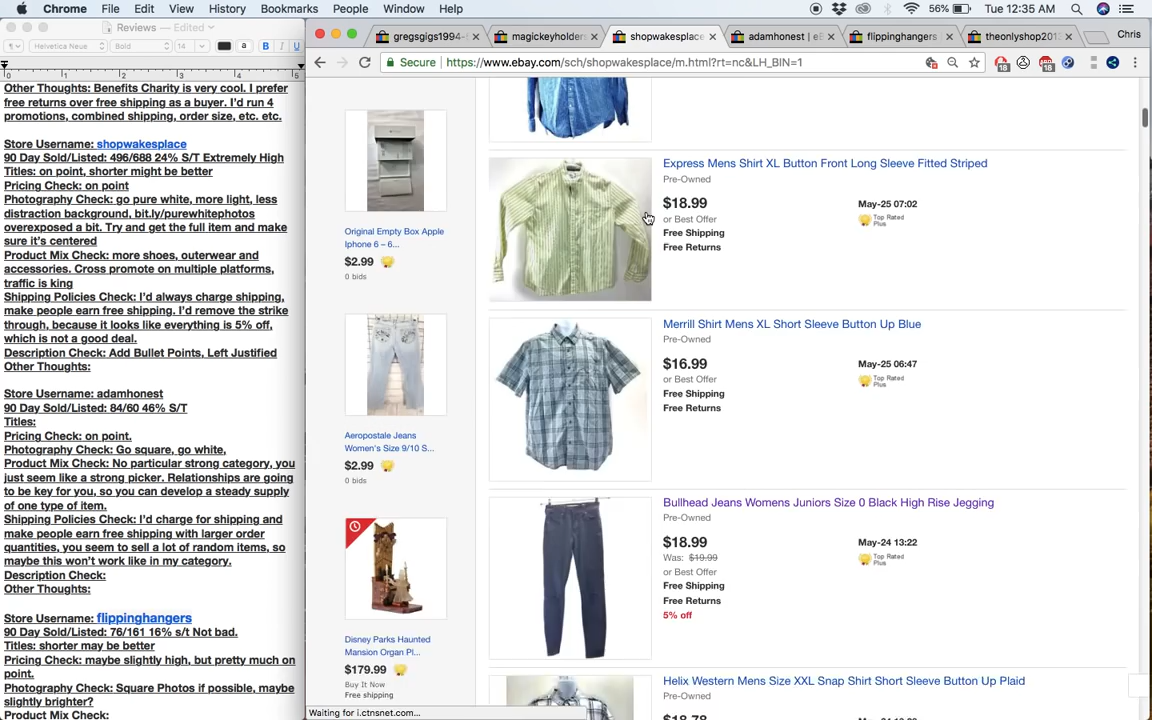 Chrome File Edit View History Bookmarks People Window Help 56% Tue 12:35 AM
Reviews — Edited
gregsgigs1994- magickeyholder shopwakesplace adamhonest | eB flippinghangers theonlyshop201 Chris
Helvetica Neue Bold 14 a B I U
Secure https://www.ebay.com/sch/shopwakesplace/m.html?rt=nc&LH_BIN=1
18 18
0 1 2 3 4 5
Other Thoughts: Benefits Charity is very cool. I prefer
free returns over free shipping as a buyer. I'd run 4
promotions, combined shipping, order size, etc. etc.
Store Username: shopwakesplace
90 Day Sold/Listed: 496/688 24% S/T Extremely High
Titles: on point, shorter might be better
Pricing Check: on point
Photography Check: go pure white, more light, less
distraction background, bit.ly/purewhitephotos
overexposed a bit. Try and get the full item and make
sure it's centered
Product Mix Check: more shoes, outerwear and
accessories. Cross promote on multiple platforms,
traffic is king
Shipping Policies Check: I'd always charge shipping,
make people earn free shipping. I'd remove the strike
through, because it looks like everything is 5% off,
which is not a good deal.
Description Check: Add Bullet Points, Left Justified
Other Thoughts:
Store Username: adamhonest
90 Day Sold/Listed: 84/60 46% S/T
Titles:
Pricing Check: on point.
Photography Check: Go square, go white,
Product Mix Check: No particular strong category, you
just seem like a strong picker. Relationships are going
to be key for you, so you can develop a steady supply
of one type of item.
Shipping Policies Check: I'd charge for shipping and
make people earn free shipping with larger order
quantities, you seem to sell a lot of random items, so
maybe this won't work like in my category.
Description Check:
Other Thoughts:
Store Username: flippinghangers
90 Day Sold/Listed: 76/161 16% s/t Not bad.
Titles: shorter may be better
Pricing Check: maybe slightly high, but pretty much on
point.
Photography Check: Square Photos if possible, maybe
slightly brighter?
Product Mix Check:
Original Empty Box Apple
Iphone 6 – 6...
$2.99
0 bids
Aeropostale Jeans
Women's Size 9/10 S...
$2.99
0 bids
Disney Parks Haunted
Mansion Organ Pl...
$179.99
Buy It Now
Free shipping
Express Mens Shirt XL Button Front Long Sleeve Fitted Striped
Pre-Owned
$18.99 May-25 07:02
or Best Offer Top Rated
Plus
Free Shipping
Free Returns
Merrill Shirt Mens XL Short Sleeve Button Up Blue
Pre-Owned
$16.99 May-25 06:47
or Best Offer Top Rated
Plus
Free Shipping
Free Returns
Bullhead Jeans Womens Juniors Size 0 Black High Rise Jegging
Pre-Owned
$18.99 May-24 13:22
Was: $19.99 Top Rated
Plus
or Best Offer
Free Shipping
Free Returns
5% off
Helix Western Mens Size XXL Snap Shirt Short Sleeve Button Up Plaid
Pre-Owned
Waiting for i.ctnsnet.com...